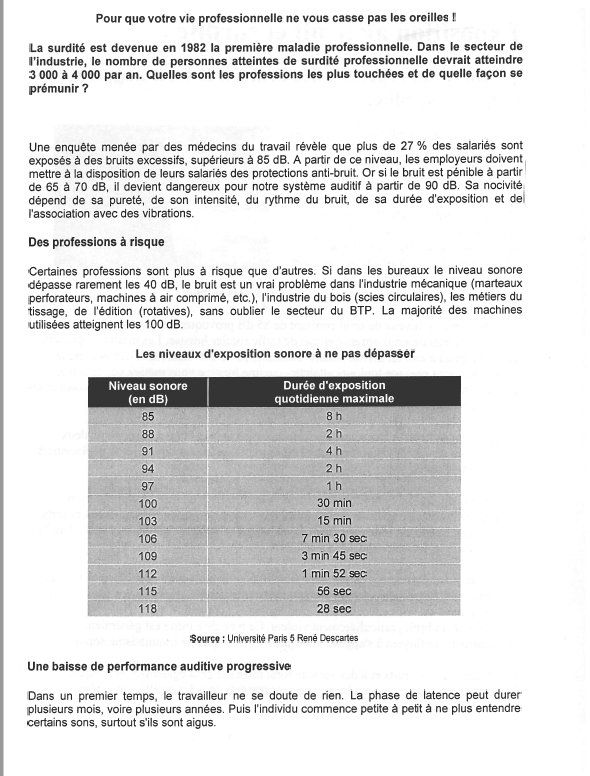 Pour que votre vie professionnelle ne vous casse pas les oreilles !
La surdité est devenue en 1982 la première maladie professionnelle. Dans le secteur de
l'industrie, le nombre de personnes atteintes de surdité professionnelle devrait atteindre
3 000 à 4 000 par an. Quelles sont les professions les plus touchées et de quelle façon se
prémunir ?
Une enquête menée par des médecins du travail révèle que plus de 27 % des salariés sont
exposés à des bruits excessifs, supérieurs à 85 dB. A partir de ce niveau, les employeurs doivent
mettre à la disposition de leurs salariés des protections anti-bruit. Or si le bruit est pénible à partir
de 65 à 70 dB, il devient dangereux pour notre système auditif à partir de 90 dB. Sa nocivité
dépend de sa pureté, de son intensité, du rythme du bruit, de sa durée d'exposition et de
l'association avec des vibrations.
Des professions à risque
Certaines professions sont plus à risque que d'autres. Si dans les bureaux le niveau sonore
dépasse rarement les 40 dB, le bruit est un vrai problème dans l'industrie mécanique (marteaux
perforateurs, machines à air comprimé, etc.), l'industrie du bois (scies circulaires), les métiers du
tissage, de l'édition (rotatives), sans oublier le secteur du BTP. La majorité des machines
utilisées atteignent les 100 dB.
Les niveaux d'exposition sonore à ne pas dépasser
Niveau sonore (en dB) Durée d'exposition quotidienne maximale
85 8 h
88 2 h
91 4 h
94 2 h
97 1 h
100 30 min
103 15 min
106 7 min 30 sec
109 3 min 45 sec
112 1 min 52 sec
115 56 sec
118 28 sec
Source : Université Paris 5 René Descartes
Une baisse de performance auditive progressive
Dans un premier temps, le travailleur ne se doute de rien. La phase de latence peut durer
plusieurs mois, voire plusieurs années. Puis l'individu commence petite à petit à ne plus entendre
certains sons, surtout s'ils sont aigus.